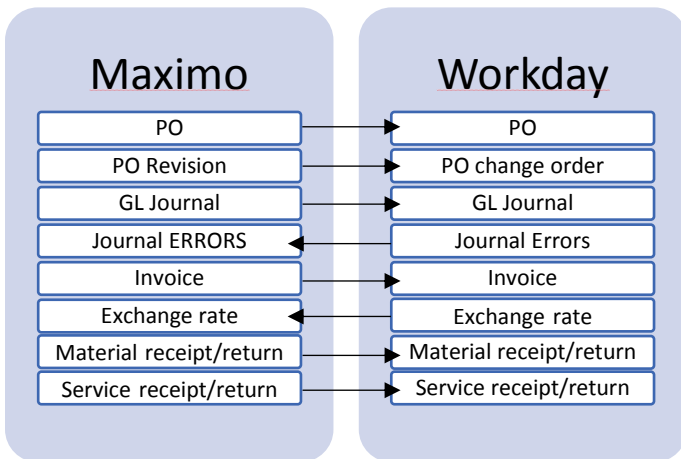 Maximo
PO
PO Revision
GL Journal
Journal ERRORS
Invoice
Exchange rate
Material receipt/return
Service receipt/return
Workday
PO
PO change order
GL Journal
Journal Errors
Invoice
Exchange rate
Material receipt/return
Service receipt/return